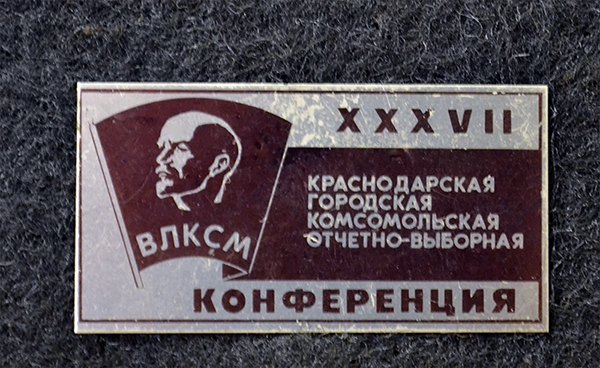 XXXVII
КРАСНОДАРСКАЯ
ГОРОДСКАЯ
КОМСОМОЛЬСКАЯ
ОТЧЕТНО-ВЫБОРНАЯ
ВЛКСМ
КОНФЕРЕНЦИЯ